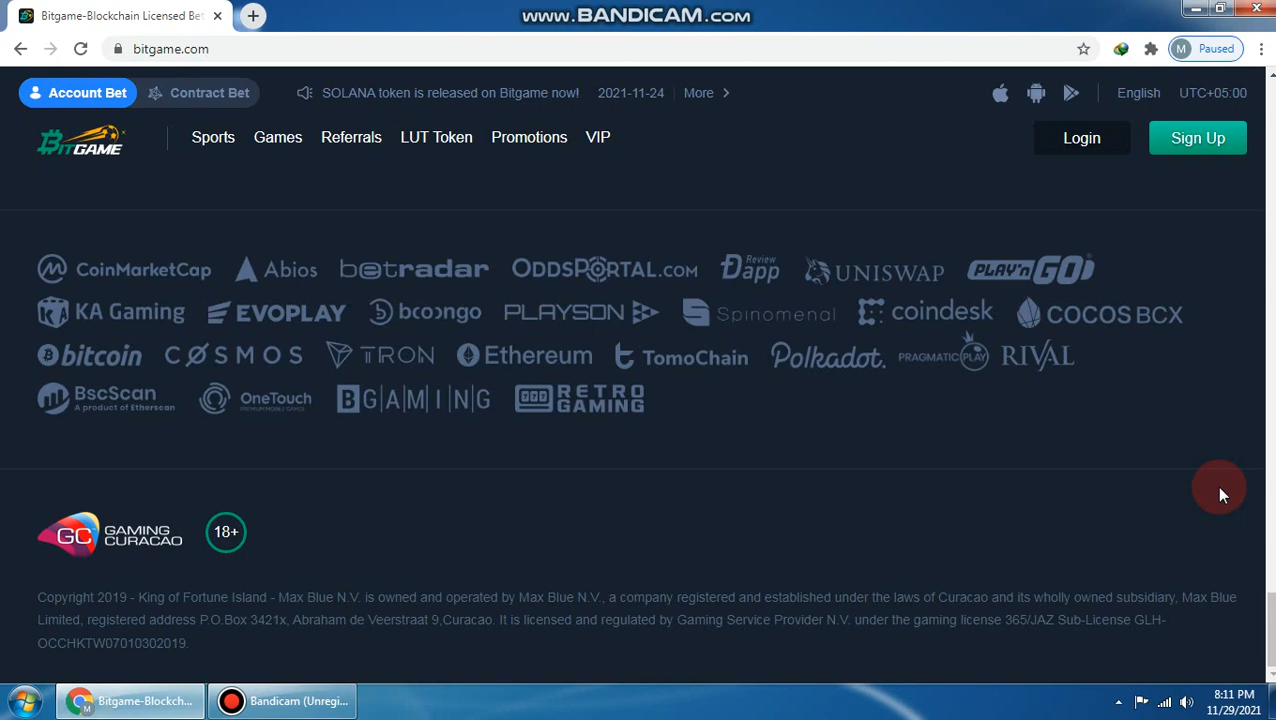 Bitgame-Blockchain Licensed Bet
www.BANDICAM.com
bitgame.com
M Paused
Account Bet Contract Bet SOLANA token is released on Bitgame now! 2021-11-24 More English UTC+05:00
BITGAME Sports Games Referrals LUT Token Promotions VIP Login Sign Up
CoinMarketCap Abios betradar ODDSPORTAL.COM Dapp Review UNISWAP PLAY'n GO
KA Gaming EVOPLAY booongo PLAYSON Spinomenal coindesk COCOS BCX
bitcoin COSMOS TRON Ethereum TomoChain Polkadot. PRAGMATIC PLAY RIVAL
BscScan A product of Etherscan OneTouch PREMIUM MOBILE GAMES BGAMING RETRO GAMING
GC GAMING CURACAO 18+
Copyright 2019 - King of Fortune Island - Max Blue N.V. is owned and operated by Max Blue N.V., a company registered and established under the laws of Curacao and its wholly owned subsidiary, Max Blue
Limited, registered address P.O.Box 3421x, Abraham de Veerstraat 9,Curacao. It is licensed and regulated by Gaming Service Provider N.V. under the gaming license 365/JAZ Sub-License GLH-
OCCHKTW07010302019.
Bitgame-Blockch... Bandicam (Unregi... 8:11 PM
11/29/2021